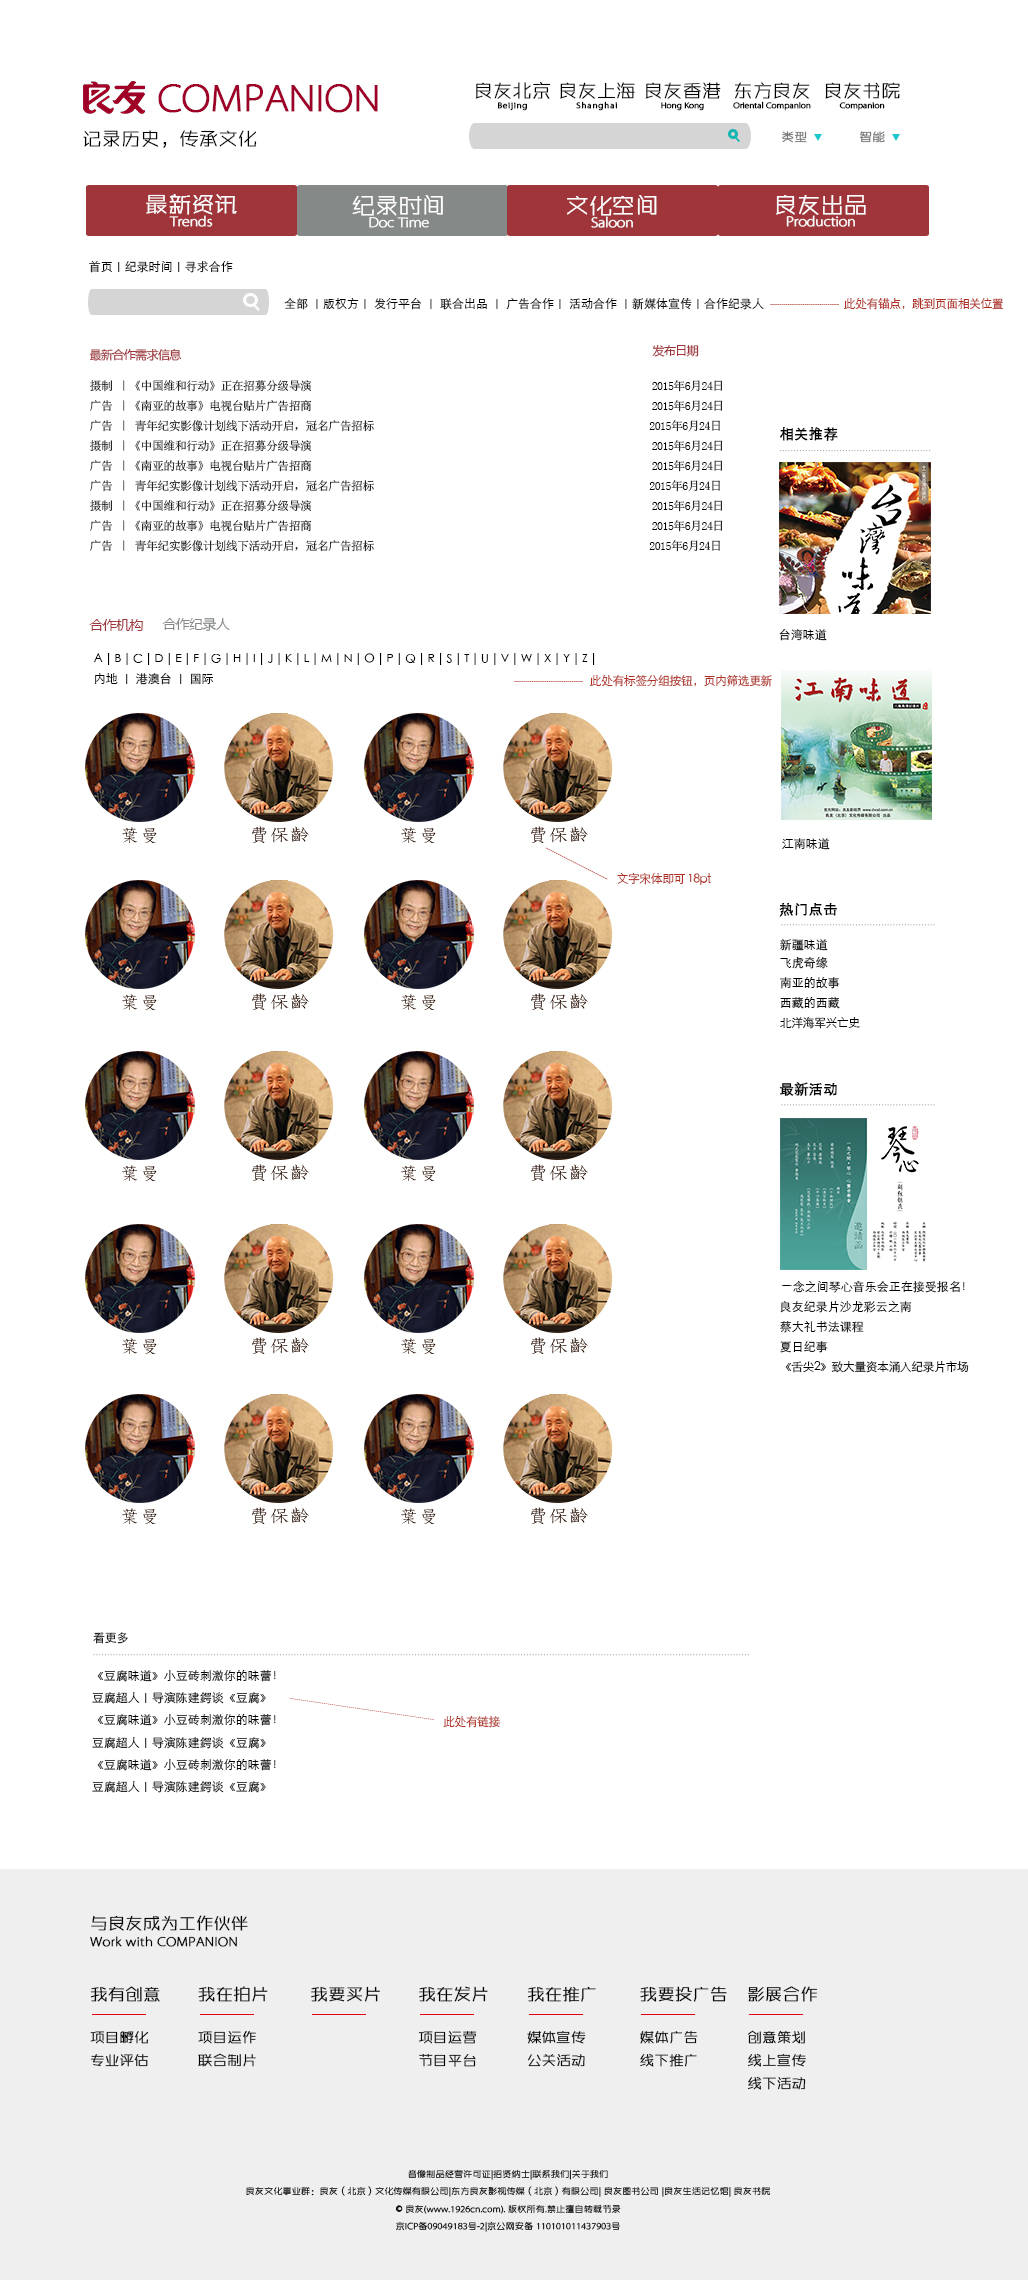 良友 COMPANION
记录历史，传承文化
良友北京 良友上海 良友香港 东方良友 良友书院
Beijing Shanghai Hong Kong Oriental Companion Companion
类型 智能
最新资讯 纪录时间 文化空间 良友出品
Trends Doc Time Saloon Production
首页 | 纪录时间 | 寻求合作
全部 | 版权方 | 发行平台 | 联合出品 | 广告合作 | 活动合作 | 新媒体宣传 | 合作纪录人 此处有锚点，跳到页面相关位置
最新合作需求信息 发布日期
摄制 | 《中国维和行动》正在招募分级导演 2015年6月24日
广告 | 《南亚的故事》电视台贴片广告招商 2015年6月24日
广告 | 青年纪实影像计划线下活动开启，冠名广告招标 2015年6月24日
摄制 | 《中国维和行动》正在招募分级导演 2015年6月24日
广告 | 《南亚的故事》电视台贴片广告招商 2015年6月24日
广告 | 青年纪实影像计划线下活动开启，冠名广告招标 2015年6月24日
摄制 | 《中国维和行动》正在招募分级导演 2015年6月24日
广告 | 《南亚的故事》电视台贴片广告招商 2015年6月24日
广告 | 青年纪实影像计划线下活动开启，冠名广告招标 2015年6月24日
合作机构 合作纪录人
A | B | C | D | E | F | G | H | I | J | K | L | M | N | O | P | Q | R | S | T | U | V | W | X | Y | Z |
内地 | 港澳台 | 国际
此处有标签分组按钮，页内筛选更新
葉曼 費保齡 葉曼 費保齡
文字宋体即可 18pt
葉曼 費保齡 葉曼 費保齡
葉曼 費保齡 葉曼 費保齡
葉曼 費保齡 葉曼 費保齡
葉曼 費保齡 葉曼 費保齡
看更多
《豆腐味道》小豆砖刺激你的味蕾！
豆腐超人 | 导演陈建鍔谈《豆腐》
《豆腐味道》小豆砖刺激你的味蕾！
豆腐超人 | 导演陈建鍔谈《豆腐》
《豆腐味道》小豆砖刺激你的味蕾！
豆腐超人 | 导演陈建鍔谈《豆腐》
此处有链接
相关推荐
台灣味道
台湾味道
江南味道
江南味道
热门点击
新疆味道
飞虎奇缘
南亚的故事
西藏的西藏
北洋海军兴亡史
最新活动
琴心
邀请函
一念之间琴心音乐会正在接受报名！
良友纪录片沙龙彩云之南
蔡大礼书法课程
夏日纪事
《舌尖2》致大量资本涌入纪录片市场
与良友成为工作伙伴
Work with COMPANION
我有创意 我在拍片 我要买片 我在发片 我在推广 我要投广告 影展合作
项目孵化 项目运作 项目运营 媒体宣传 媒体广告 创意策划
专业评估 联合制片 节目平台 公关活动 线下推广 线上宣传
线下活动
音像制品经营许可证|招贤纳士|联系我们|关于我们
良友文化事业群：良友（北京）文化传媒有限公司|东方良友影视传媒（北京）有限公司| 良友图书公司 |良友生活记忆馆| 良友书院
© 良友(www.1926cn.com). 版权所有.禁止擅自转载节录
京ICP备09049183号-2|京公网安备 110101011437903号